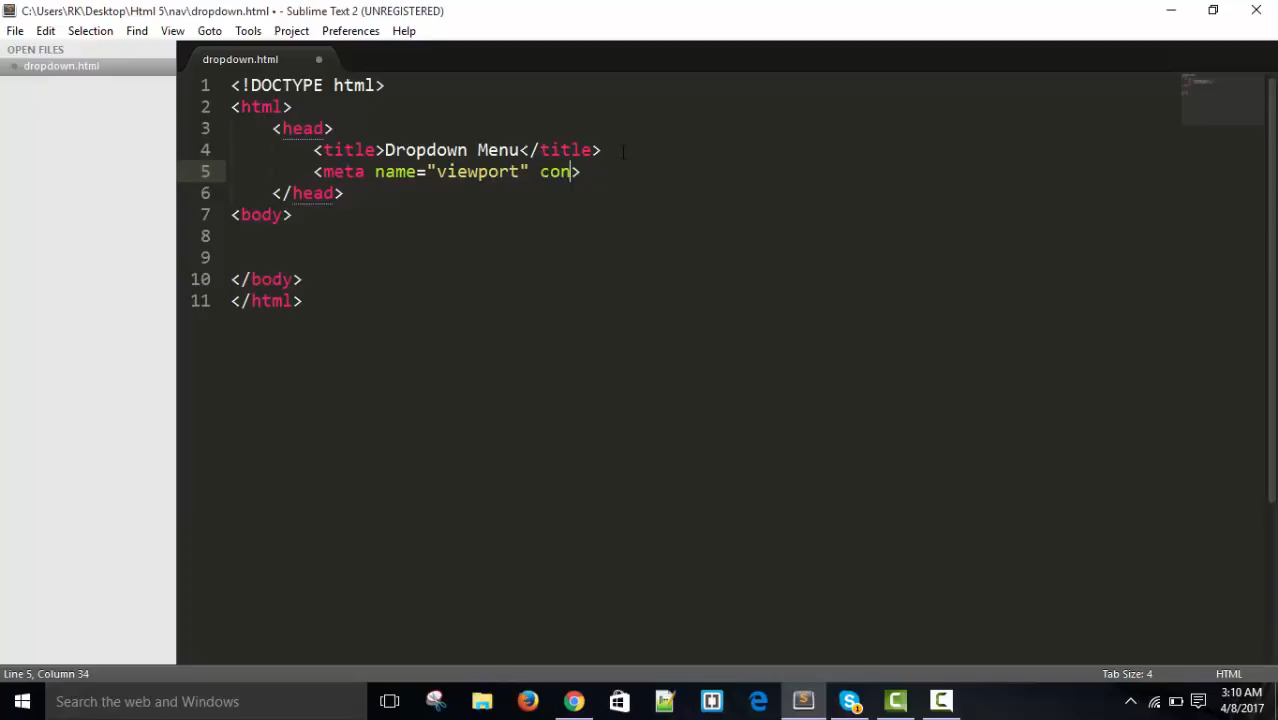 C:\Users\RK\Desktop\Html 5\nav\dropdown.html • - Sublime Text 2 (UNREGISTERED)
File Edit Selection Find View Goto Tools Project Preferences Help
OPEN FILES
dropdown.html
dropdown.html
1 <!DOCTYPE html>
2 <html>
3 <head>
4 <title>Dropdown Menu</title>
5 <meta name="viewport" con>
6 </head>
7 <body>
8
9
10 </body>
11 </html>
Line 5, Column 34
Tab Size: 4
HTML
Search the web and Windows
3:10 AM
4/8/2017